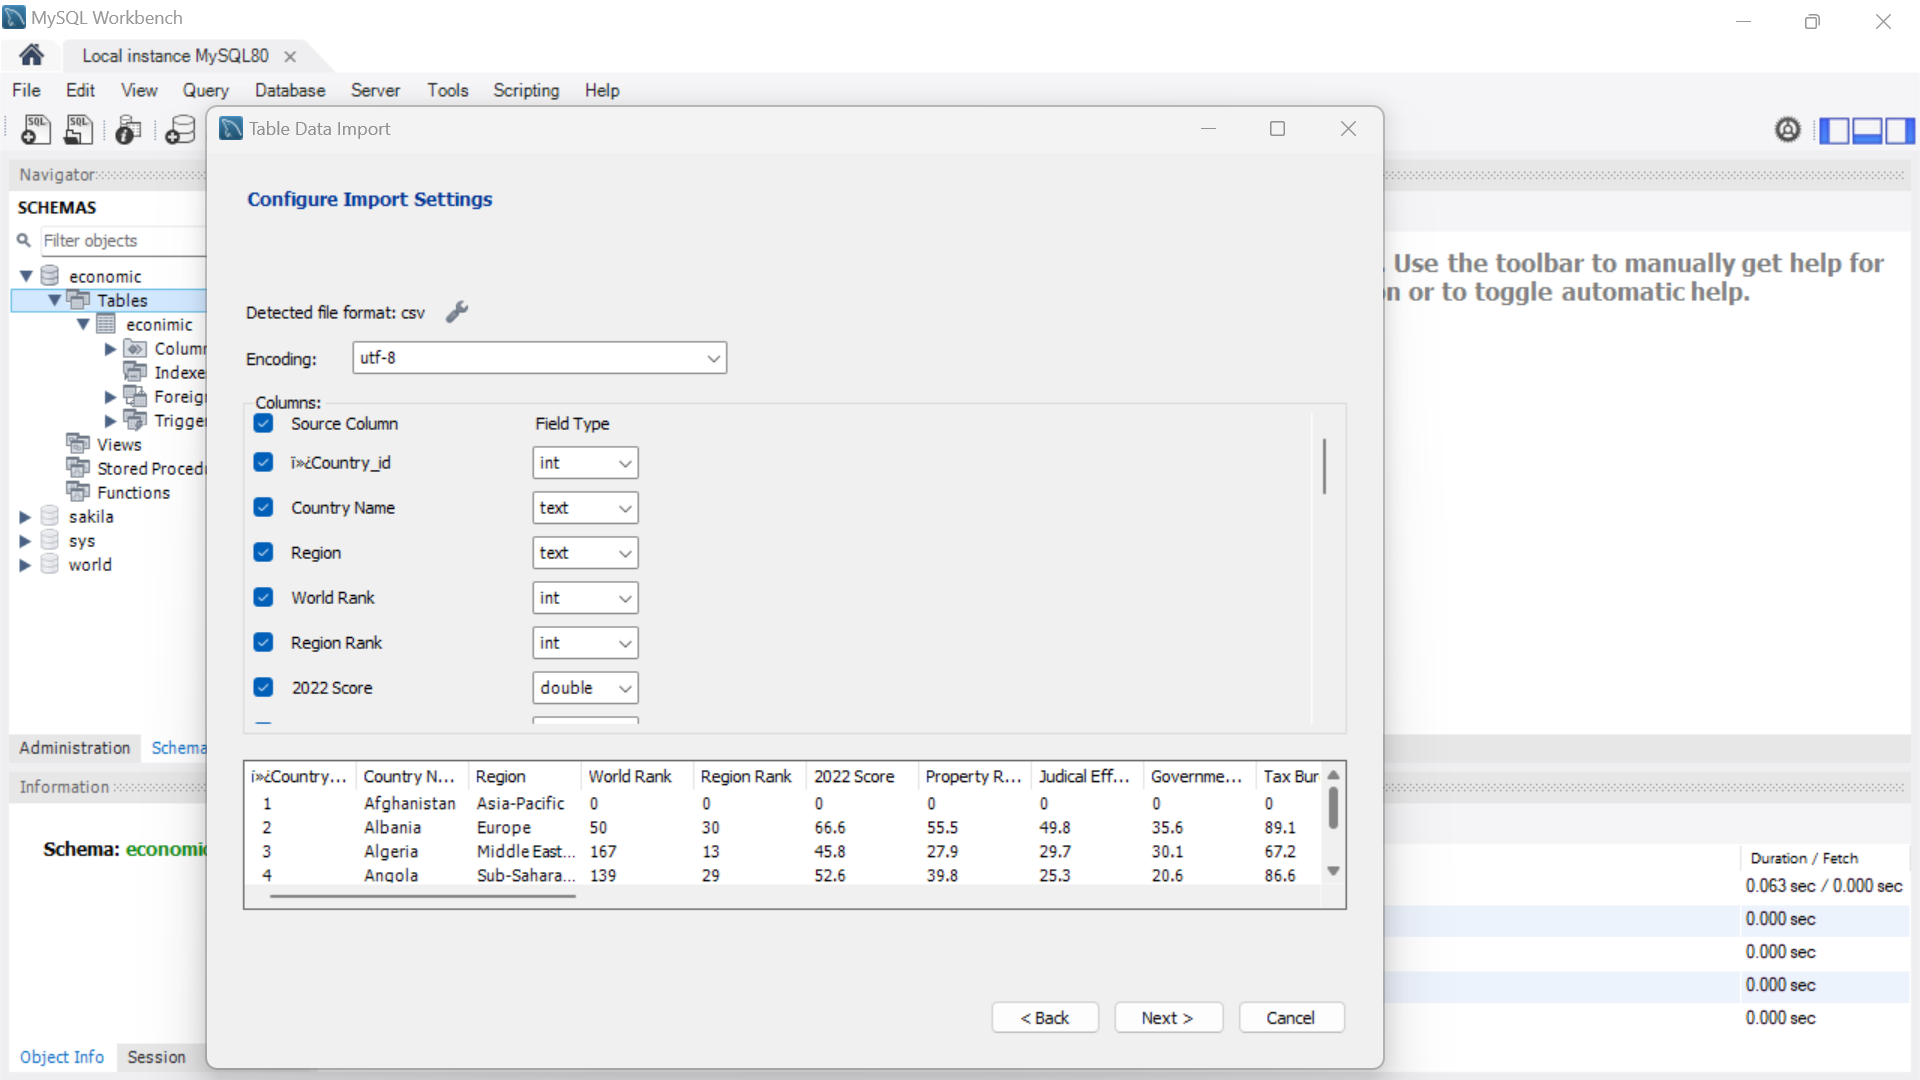 MySQL Workbench
Local instance MySQL80
File Edit View Query Database Server Tools Scripting Help
SQL SQL
Table Data Import
Navigator
SCHEMAS
Filter objects
economic
Tables
econimic
Column
Indexe
Foreig
Trigge
Views
Stored Proced
Functions
sakila
sys
world
Administration Schema
Information
Schema: economic
Object Info Session
Configure Import Settings
Detected file format: csv
Encoding: utf-8
Columns:
Source Column Field Type
ï»¿Country_id int
Country Name text
Region text
World Rank int
Region Rank int
2022 Score double
ï»¿Country... Country N... Region World Rank Region Rank 2022 Score Property R... Judical Eff... Governme... Tax Bur
1 Afghanistan Asia-Pacific 0 0 0 0 0 0 0
2 Albania Europe 50 30 66.6 55.5 49.8 35.6 89.1
3 Algeria Middle East... 167 13 45.8 27.9 29.7 30.1 67.2
4 Angola Sub-Sahara... 139 29 52.6 39.8 25.3 20.6 86.6
< Back Next > Cancel
. Use the toolbar to manually get help for
n or to toggle automatic help.
Duration / Fetch
0.063 sec / 0.000 sec
0.000 sec
0.000 sec
0.000 sec
0.000 sec